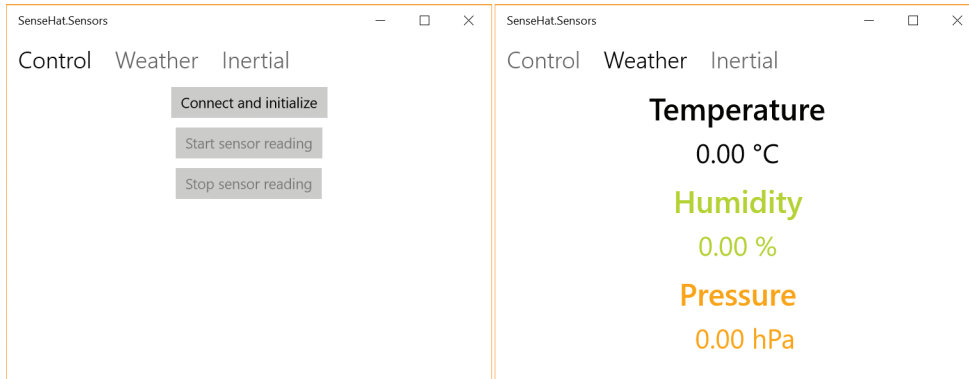 SenseHat.Sensors
Control Weather Inertial
Connect and initialize
Start sensor reading
Stop sensor reading
SenseHat.Sensors
Control Weather Inertial
Temperature
0.00 °C
Humidity
0.00 %
Pressure
0.00 hPa